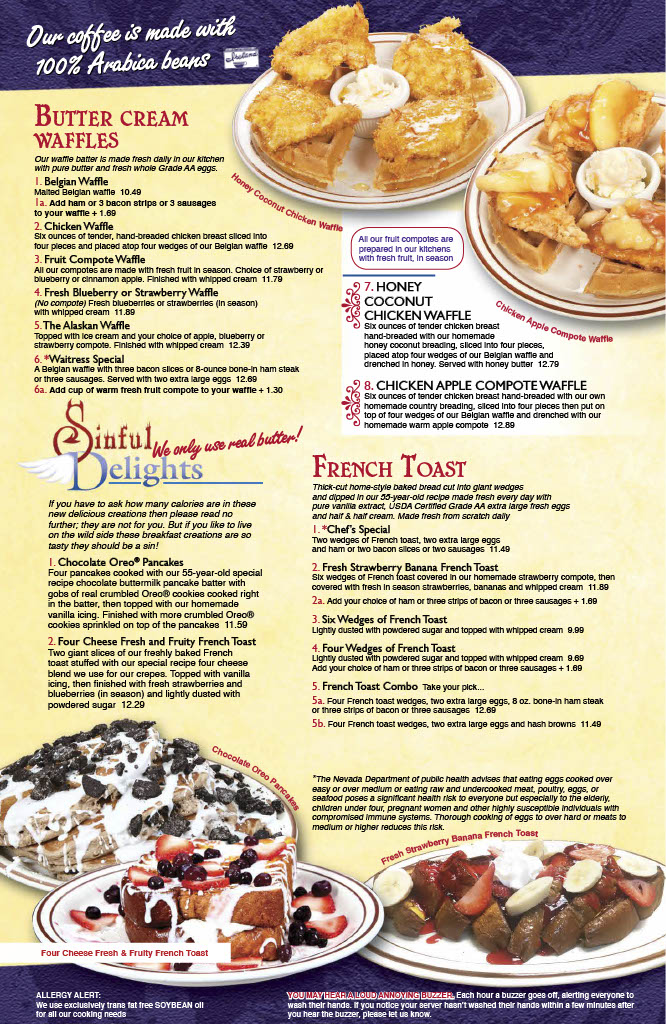 Our coffee is made with
100% Arabica beans
BUTTER CREAM
WAFFLES
Our waffle batter is made fresh daily in our kitchen
with pure butter and fresh whole Grade AA eggs.
1. Belgian Waffle
Malted Belgian waffle 10.49
1a. Add ham or 3 bacon strips or 3 sausages
to your waffle + 1.69
2. Chicken Waffle
Six ounces of tender, hand-breaded chicken breast sliced into
four pieces and placed atop four wedges of our Belgian waffle 12.69
3. Fruit Compote Waffle
All our compotes are made with fresh fruit in season. Choice of strawberry or
blueberry or cinnamon apple. Finished with whipped cream 11.79
4. Fresh Blueberry or Strawberry Waffle
(No compote) Fresh blueberries or strawberries (in season)
with whipped cream 11.89
5. The Alaskan Waffle
Topped with ice cream and your choice of apple, blueberry or
strawberry compote. Finished with whipped cream 12.39
6. *Waitress Special
A Belgian waffle with three bacon slices or 8-ounce bone-in ham steak
or three sausages. Served with two extra large eggs 12.69
6a. Add cup of warm fresh fruit compote to your waffle + 1.30
Honey Coconut Chicken Waffle
All our fruit compotes are
prepared in our kitchens
with fresh fruit, in season
Chicken Apple Compote Waffle
7. HONEY
COCONUT
CHICKEN WAFFLE
Six ounces of tender chicken breast
hand-breaded with our homemade
honey coconut breading, sliced into four pieces,
placed atop four wedges of our Belgian waffle and
drenched in honey. Served with honey butter 12.79
8. CHICKEN APPLE COMPOTE WAFFLE
Six ounces of tender chicken breast hand-breaded with our own
homemade country breading, sliced into four pieces then put on
top of four wedges of our Belgian waffle and drenched with our
homemade warm apple compote 12.89
Sinful
Delights
We only use real butter!
If you have to ask how many calories are in these
new delicious creations then please read no
further; they are not for you. But if you like to live
on the wild side these breakfast creations are so
tasty they should be a sin!
1. Chocolate Oreo® Pancakes
Four pancakes cooked with our 55-year-old special
recipe chocolate buttermilk pancake batter with
gobs of real crumbled Oreo® cookies cooked right
in the batter, then topped with our homemade
vanilla icing. Finished with more crumbled Oreo®
cookies sprinkled on top of the pancakes 11.59
2. Four Cheese Fresh and Fruity French Toast
Two giant slices of our freshly baked French
toast stuffed with our special recipe four cheese
blend we use for our crepes. Topped with vanilla
icing, then finished with fresh strawberries and
blueberries (in season) and lightly dusted with
powdered sugar 12.29
FRENCH TOAST
Thick-cut home-style baked bread cut into giant wedges
and dipped in our 55-year-old recipe made fresh every day with
pure vanilla extract, USDA Certified Grade AA extra large fresh eggs
and half & half cream. Made fresh from scratch daily
1. *Chef's Special
Two wedges of French toast, two extra large eggs
and ham or two bacon slices or two sausages 11.49
2. Fresh Strawberry Banana French Toast
Six wedges of French toast covered in our homemade strawberry compote, then
covered with fresh in season strawberries, bananas and whipped cream 11.89
2a. Add your choice of ham or three strips of bacon or three sausages + 1.69
3. Six Wedges of French Toast
Lightly dusted with powdered sugar and topped with whipped cream 9.99
4. Four Wedges of French Toast
Lightly dusted with powdered sugar and topped with whipped cream 9.69
Add your choice of ham or three strips of bacon or three sausages + 1.69
5. French Toast Combo Take your pick...
5a. Four French toast wedges, two extra large eggs, 8 oz. bone-in ham steak
or three strips of bacon or three sausages 12.69
5b. Four French toast wedges, two extra large eggs and hash browns 11.49
*The Nevada Department of public health advises that eating eggs cooked over
easy or over medium or eating raw and undercooked meat, poultry, eggs, or
seafood poses a significant health risk to everyone but especially to the elderly,
children under four, pregnant women and other highly susceptible individuals with
compromised immune systems. Thorough cooking of eggs to over hard or meats to
medium or higher reduces this risk.
Chocolate Oreo Pancakes
Fresh Strawberry Banana French Toast
Four Cheese Fresh & Fruity French Toast
ALLERGY ALERT:
We use exclusively trans fat free SOYBEAN oil
for all our cooking needs
YOU MAY HEAR A LOUD ANNOYING BUZZER. Each hour a buzzer goes off, alerting everyone to
wash their hands. If you notice your server hasn't washed their hands within a few minutes after
you hear the buzzer, please let us know.